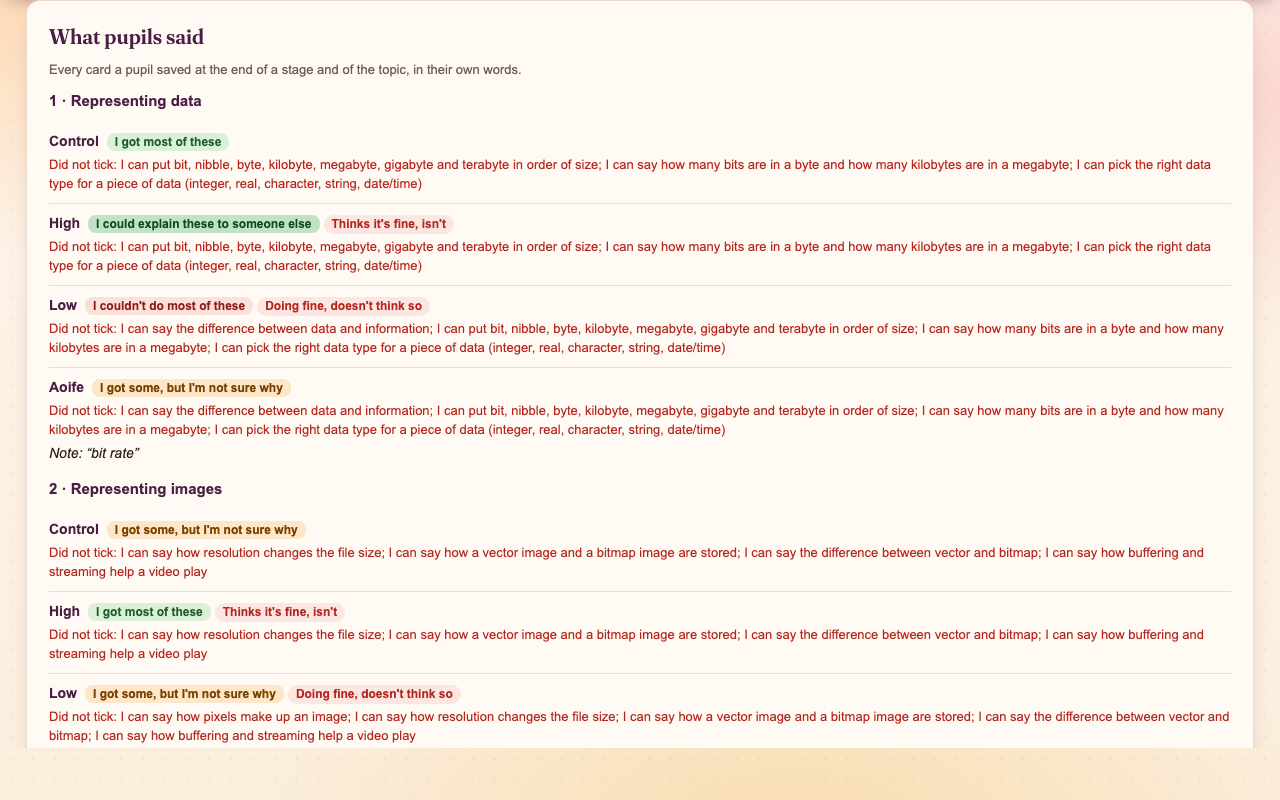 What pupils said
Every card a pupil saved at the end of a stage and of the topic, in their own words.
1 · Representing data
Control I got most of these
Did not tick: I can put bit, nibble, byte, kilobyte, megabyte, gigabyte and terabyte in order of size; I can say how many bits are in a byte and how many kilobytes are in a megabyte; I can pick the right data
type for a piece of data (integer, real, character, string, date/time)
High I could explain these to someone else Thinks it's fine, isn't
Did not tick: I can put bit, nibble, byte, kilobyte, megabyte, gigabyte and terabyte in order of size; I can say how many bits are in a byte and how many kilobytes are in a megabyte; I can pick the right data
type for a piece of data (integer, real, character, string, date/time)
Low I couldn't do most of these Doing fine, doesn't think so
Did not tick: I can say the difference between data and information; I can put bit, nibble, byte, kilobyte, megabyte, gigabyte and terabyte in order of size; I can say how many bits are in a byte and how many
kilobytes are in a megabyte; I can pick the right data type for a piece of data (integer, real, character, string, date/time)
Aoife I got some, but I'm not sure why
Did not tick: I can say the difference between data and information; I can put bit, nibble, byte, kilobyte, megabyte, gigabyte and terabyte in order of size; I can say how many bits are in a byte and how many
kilobytes are in a megabyte; I can pick the right data type for a piece of data (integer, real, character, string, date/time)
Note: “bit rate”
2 · Representing images
Control I got some, but I'm not sure why
Did not tick: I can say how resolution changes the file size; I can say how a vector image and a bitmap image are stored; I can say the difference between vector and bitmap; I can say how buffering and
streaming help a video play
High I got most of these Thinks it's fine, isn't
Did not tick: I can say how resolution changes the file size; I can say how a vector image and a bitmap image are stored; I can say the difference between vector and bitmap; I can say how buffering and
streaming help a video play
Low I got some, but I'm not sure why Doing fine, doesn't think so
Did not tick: I can say how pixels make up an image; I can say how resolution changes the file size; I can say how a vector image and a bitmap image are stored; I can say the difference between vector and
bitmap; I can say how buffering and streaming help a video play